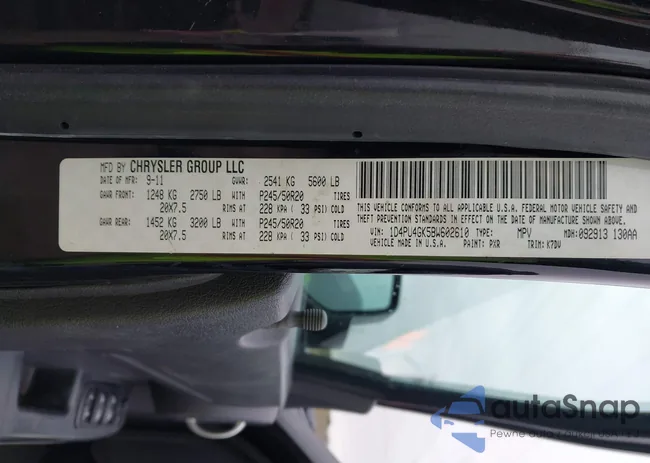 MFD BY CHRYSLER GROUP LLC
DATE OF MFR: 9-11 GVWR: 2541 KG 5600 LB
GAWR FRONT: 1248 KG 2750 LB WITH P245/50R20 TIRES
20X7.5 RIMS AT 228 KPA ( 33 PSI) COLD
GAWR REAR: 1452 KG 3200 LB WITH P245/50R20 TIRES
20X7.5 RIMS AT 228 KPA ( 33 PSI) COLD
THIS VEHICLE CONFORMS TO ALL APPLICABLE U.S.A. FEDERAL MOTOR VEHICLE SAFETY,
BUMPER, AND THEFT PREVENTION STANDARDS IN EFFECT ON THE DATE OF MANUFACTURE SHOWN ABOVE.
VIN: 1D4PU4GK5BW602610 TYPE: MPV MDH: 092913 130AA
VEHICLE MADE IN U.S.A. PAINT: PXR TRIM: K7DV
autaSnap
Pewne auta